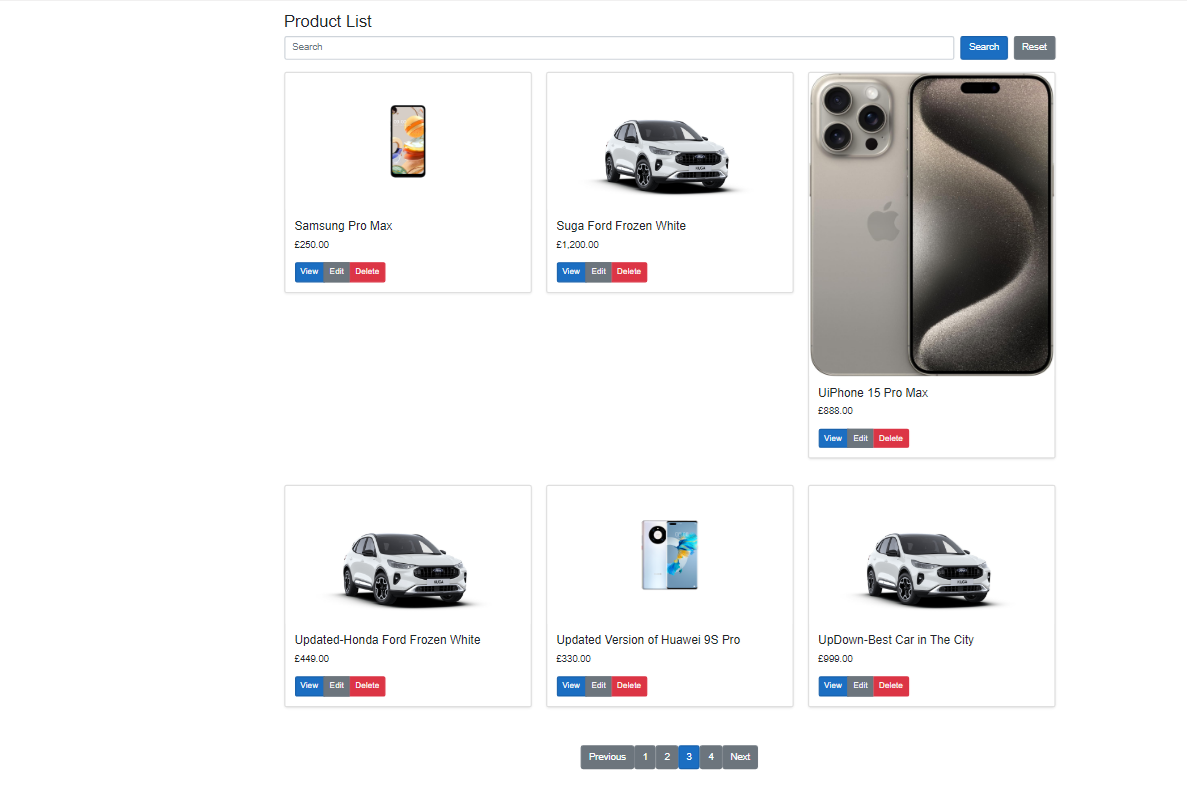 Product List
Search
Search
Reset
Samsung Pro Max
£250.00
View Edit Delete
Suga Ford Frozen White
£1,200.00
View Edit Delete
UiPhone 15 Pro Max
£888.00
View Edit Delete
Updated-Honda Ford Frozen White
£449.00
View Edit Delete
Updated Version of Huawei 9S Pro
£330.00
View Edit Delete
UpDown-Best Car in The City
£999.00
View Edit Delete
Previous 1 2 3 4 Next